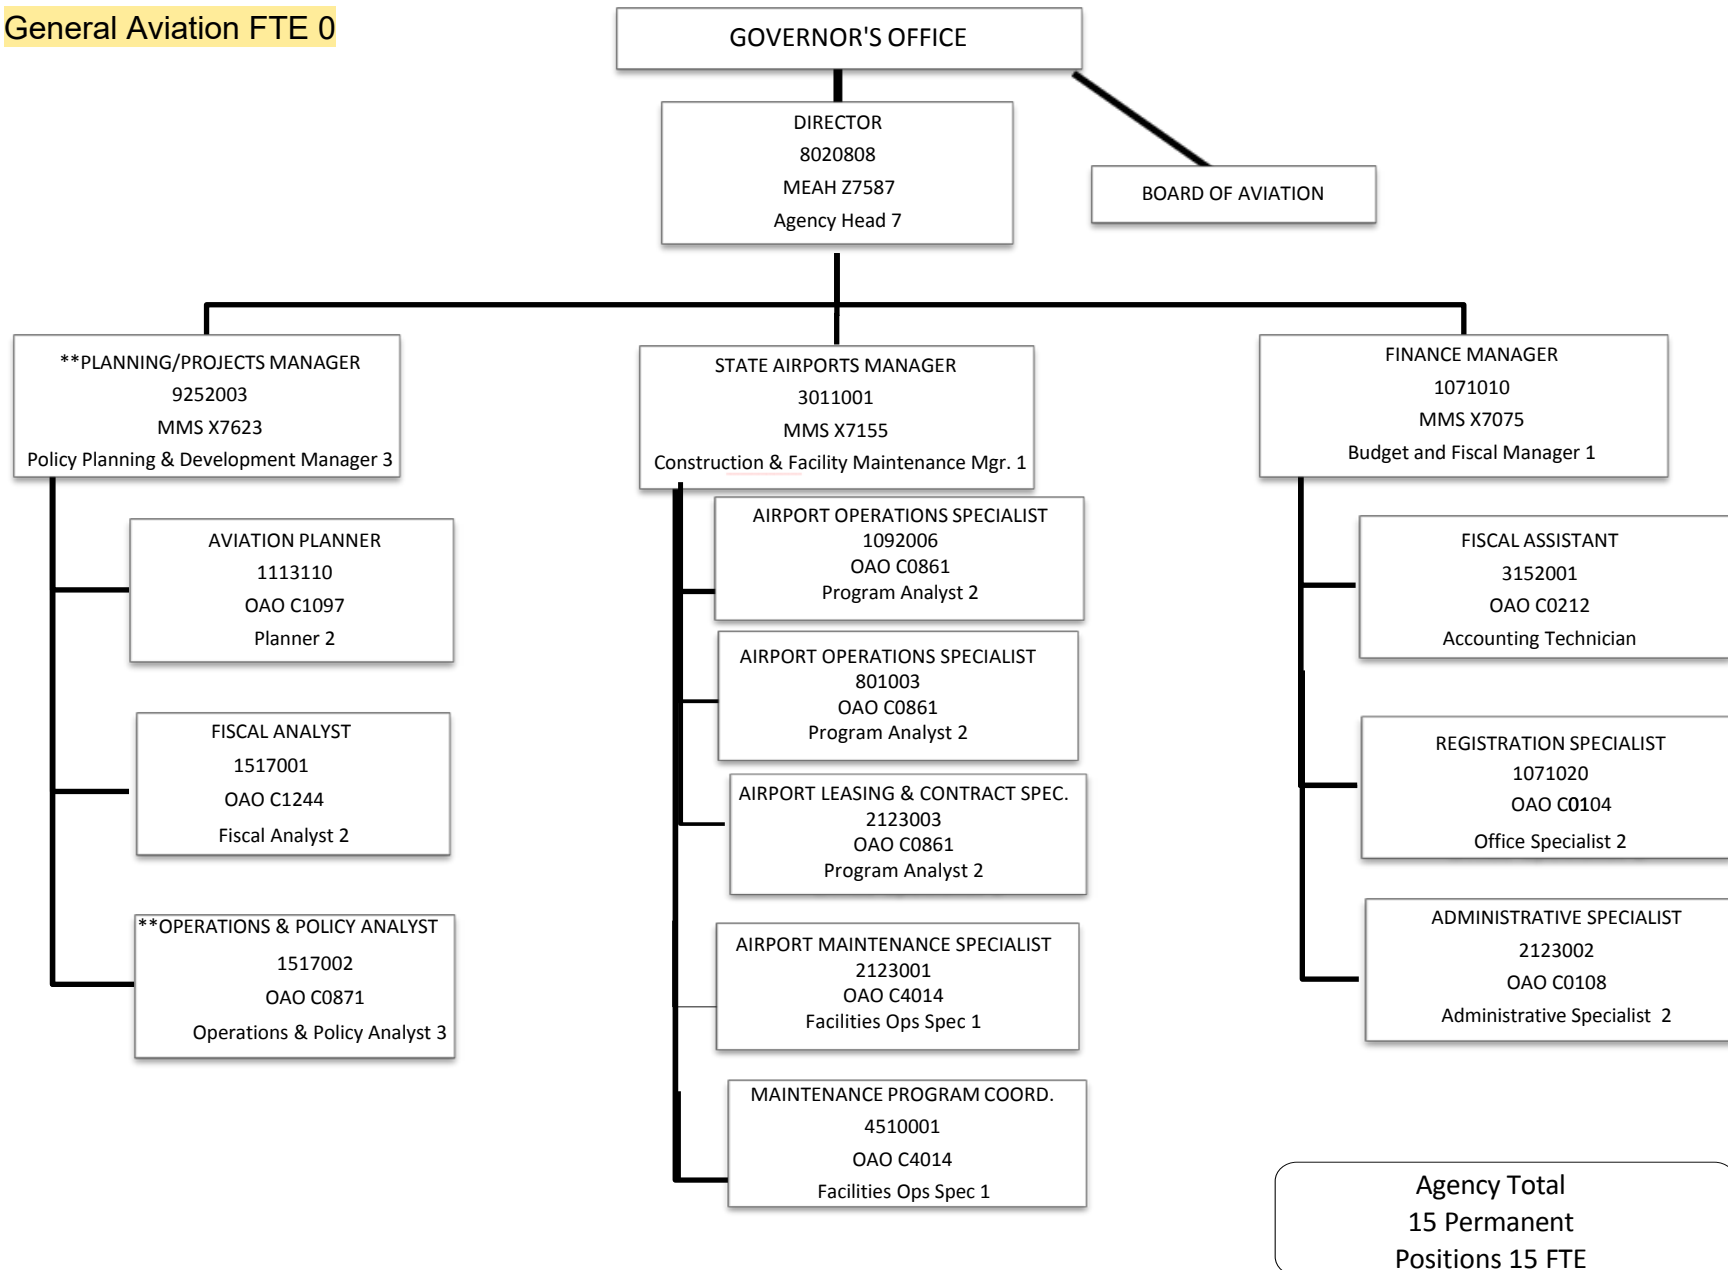 General Aviation FTE 0
GOVERNOR'S OFFICE
DIRECTOR
8020808
MEAH Z7587
Agency Head 7
BOARD OF AVIATION
**PLANNING/PROJECTS MANAGER
9252003
MMS X7623
Policy Planning & Development Manager 3
AVIATION PLANNER
1113110
OAO C1097
Planner 2
FISCAL ANALYST
1517001
OAO C1244
Fiscal Analyst 2
**OPERATIONS & POLICY ANALYST
1517002
OAO C0871
Operations & Policy Analyst 3
STATE AIRPORTS MANAGER
3011001
MMS X7155
Construction & Facility Maintenance Mgr. 1
AIRPORT OPERATIONS SPECIALIST
1092006
OAO C0861
Program Analyst 2
AIRPORT OPERATIONS SPECIALIST
801003
OAO C0861
Program Analyst 2
AIRPORT LEASING & CONTRACT SPEC.
2123003
OAO C0861
Program Analyst 2
AIRPORT MAINTENANCE SPECIALIST
2123001
OAO C4014
Facilities Ops Spec 1
MAINTENANCE PROGRAM COORD.
4510001
OAO C4014
Facilities Ops Spec 1
FINANCE MANAGER
1071010
MMS X7075
Budget and Fiscal Manager 1
FISCAL ASSISTANT
3152001
OAO C0212
Accounting Technician
REGISTRATION SPECIALIST
1071020
OAO C0104
Office Specialist 2
ADMINISTRATIVE SPECIALIST
2123002
OAO C0108
Administrative Specialist 2
Agency Total
15 Permanent
Positions 15 FTE